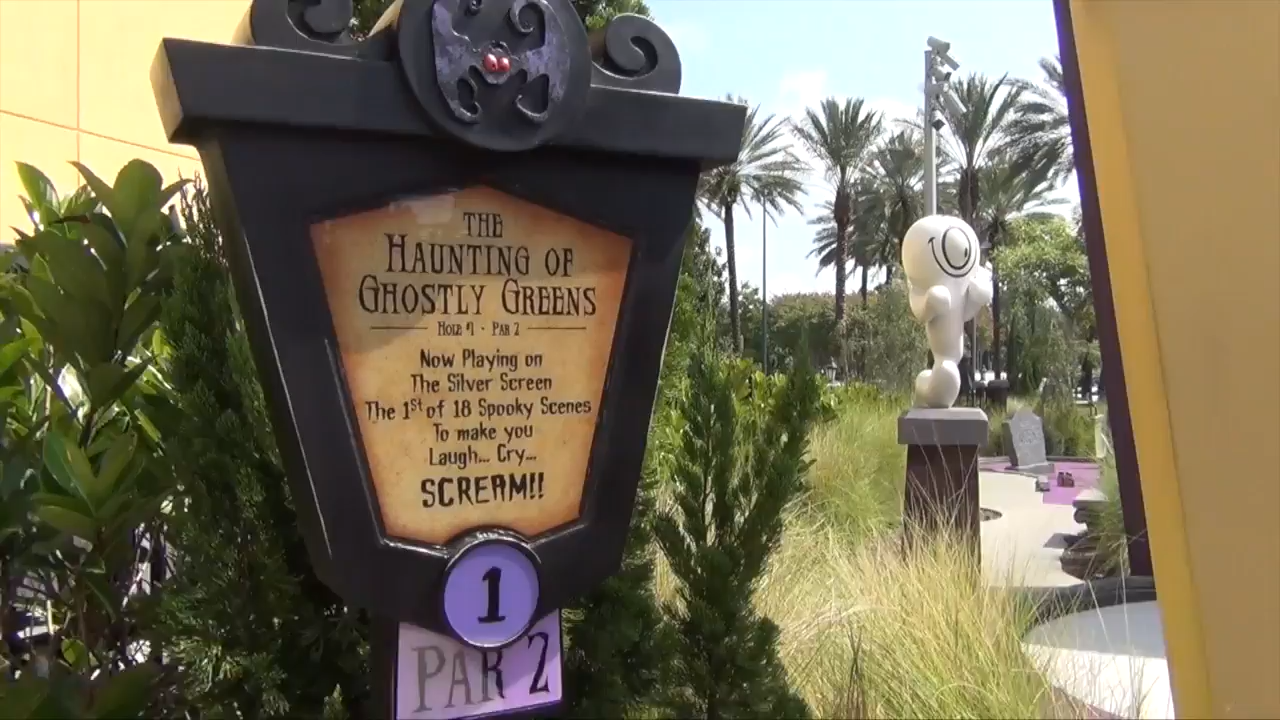 THE
HAUNTING OF
GHOSTLY GREENS
HOLE #1 - PAR 2
Now Playing on
The Silver Screen
The 1st of 18 Spooky Scenes
To make you
Laugh... Cry...
SCREAM!!
1
PAR 2